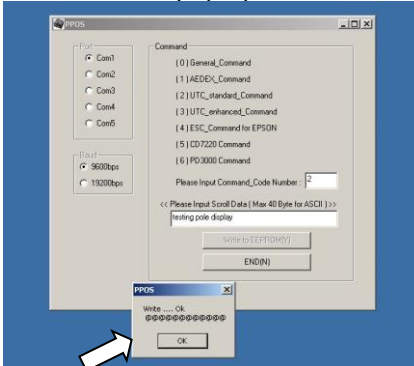 PPOS
Port
Com1
Com2
Com3
Com4
Com5
Baud
9600bps
19200bps
Command
( 0 ) General_Command
( 1 ) AEDEX_Command
( 2 ) UTC_standard_Command
( 3 ) UTC_enhanced_Command
( 4 ) ESC_Command for EPSON
( 5 ) CD7220 Command
( 6 ) PD3000 Command
Please Input Command_Code Number : 2
<< Please Input Scroll Data ( Max 40 Byte for ASCII ) >>
testing pole display
Write to EEPROM(Y)
END(N)
PPOS
Write .... Ok
@@@@@@@@@@@@
OK